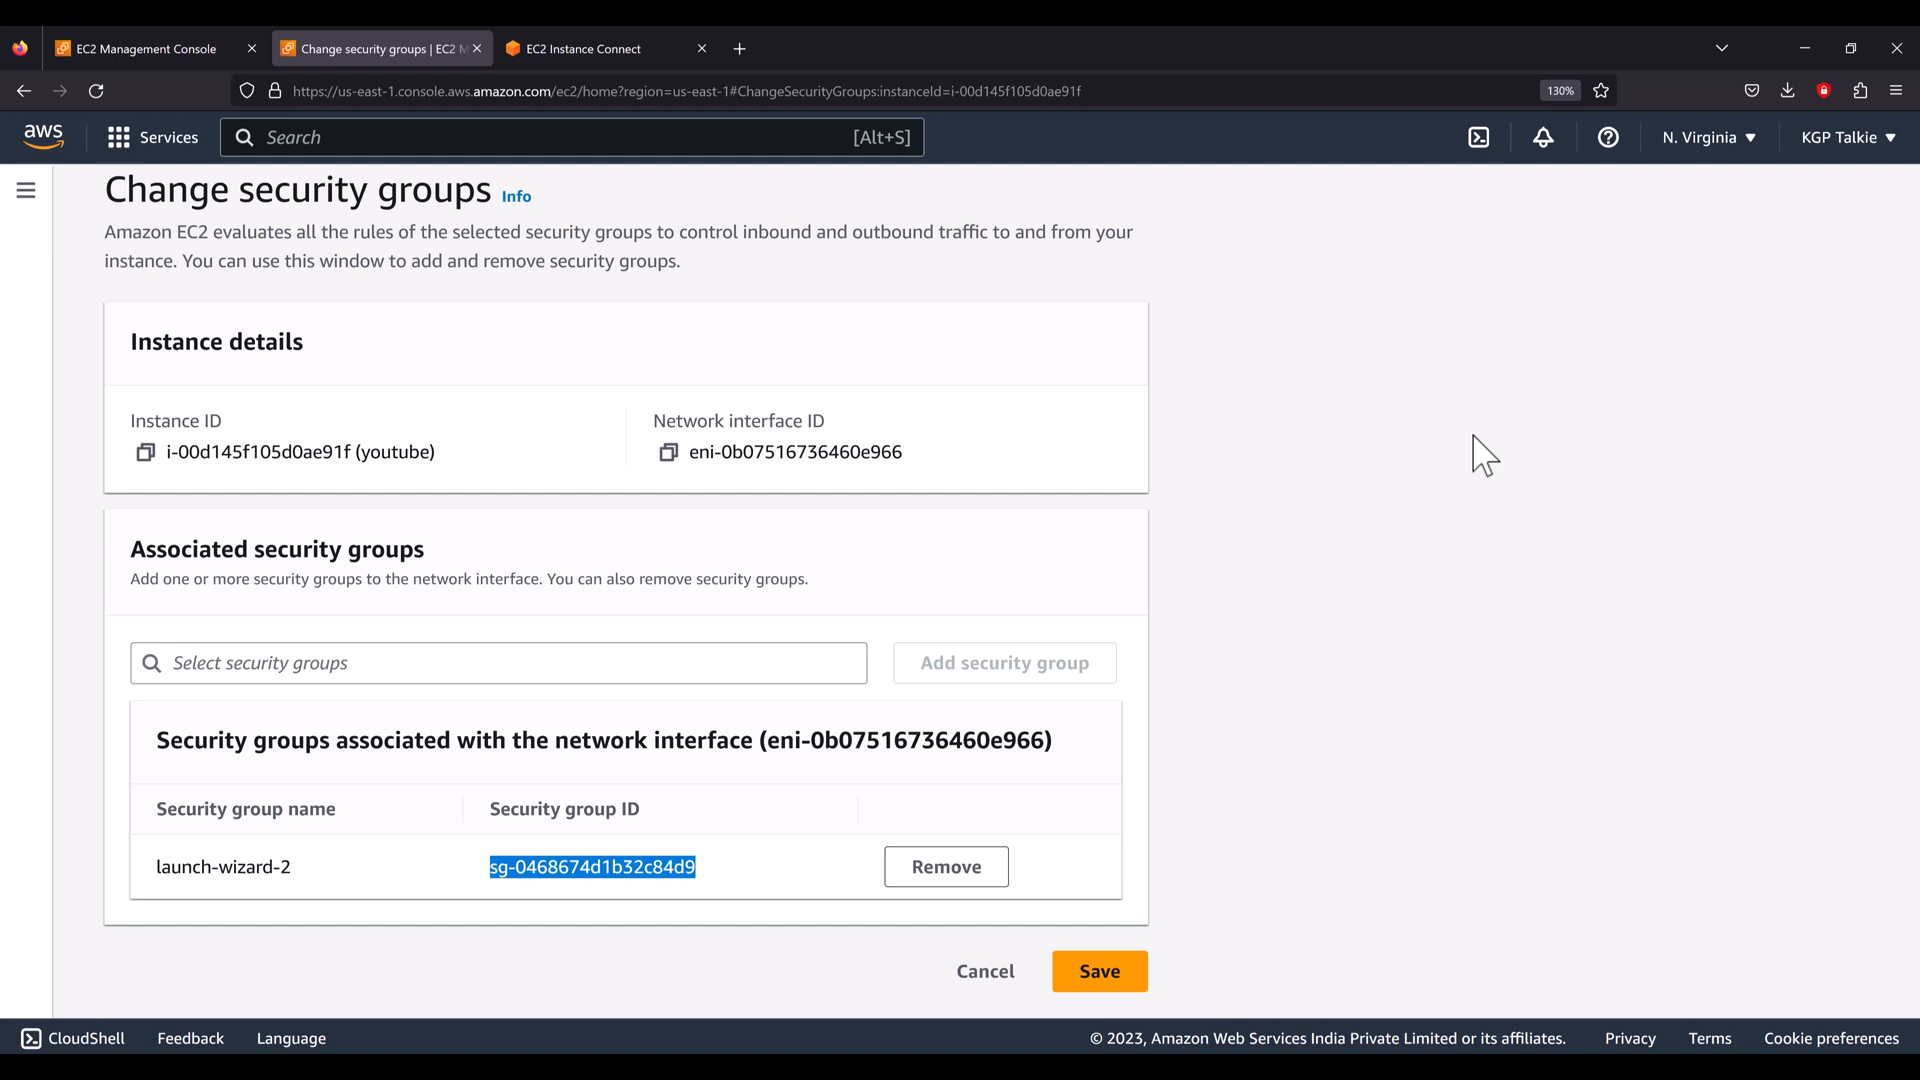 EC2 Management Console
Change security groups | EC2 M
EC2 Instance Connect
https://us-east-1.console.aws.amazon.com/ec2/home?region=us-east-1#ChangeSecurityGroups:instanceId=i-00d145f105d0ae91f
130%
aws
Services
Search
[Alt+S]
N. Virginia
KGP Talkie
Change security groups Info
Amazon EC2 evaluates all the rules of the selected security groups to control inbound and outbound traffic to and from your
instance. You can use this window to add and remove security groups.
Instance details
Instance ID
i-00d145f105d0ae91f (youtube)
Network interface ID
eni-0b07516736460e966
Associated security groups
Add one or more security groups to the network interface. You can also remove security groups.
Select security groups
Add security group
Security groups associated with the network interface (eni-0b07516736460e966)
Security group name
Security group ID
launch-wizard-2
sg-0468674d1b32c84d9
Remove
Cancel
Save
CloudShell
Feedback
Language
© 2023, Amazon Web Services India Private Limited or its affiliates.
Privacy
Terms
Cookie preferences